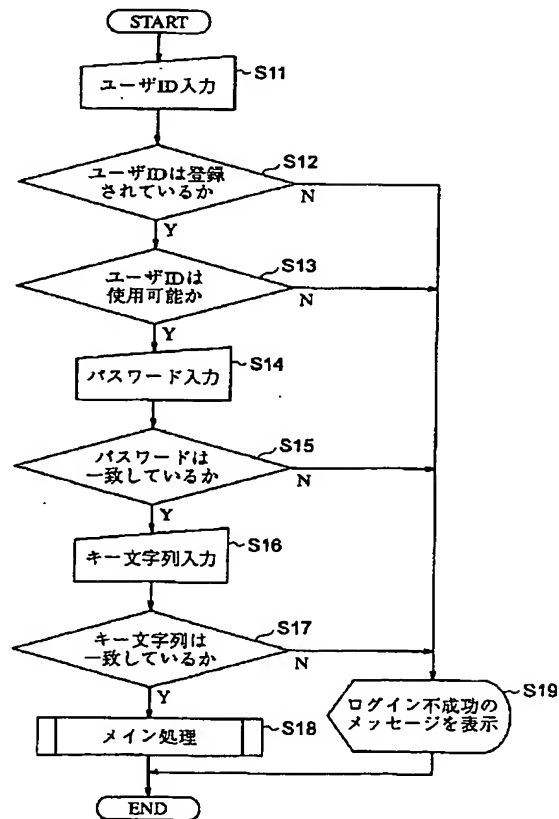 START
ユーザID入力
S11
ユーザIDは登録
されているか
S12
N
Y
ユーザIDは
使用可能か
S13
N
Y
パスワード入力
S14
パスワードは
一致しているか
S15
N
Y
キー文字列入力
S16
キー文字列は
一致しているか
S17
N
Y
メイン処理
S18
ログイン不成功の
メッセージを表示
S19
END